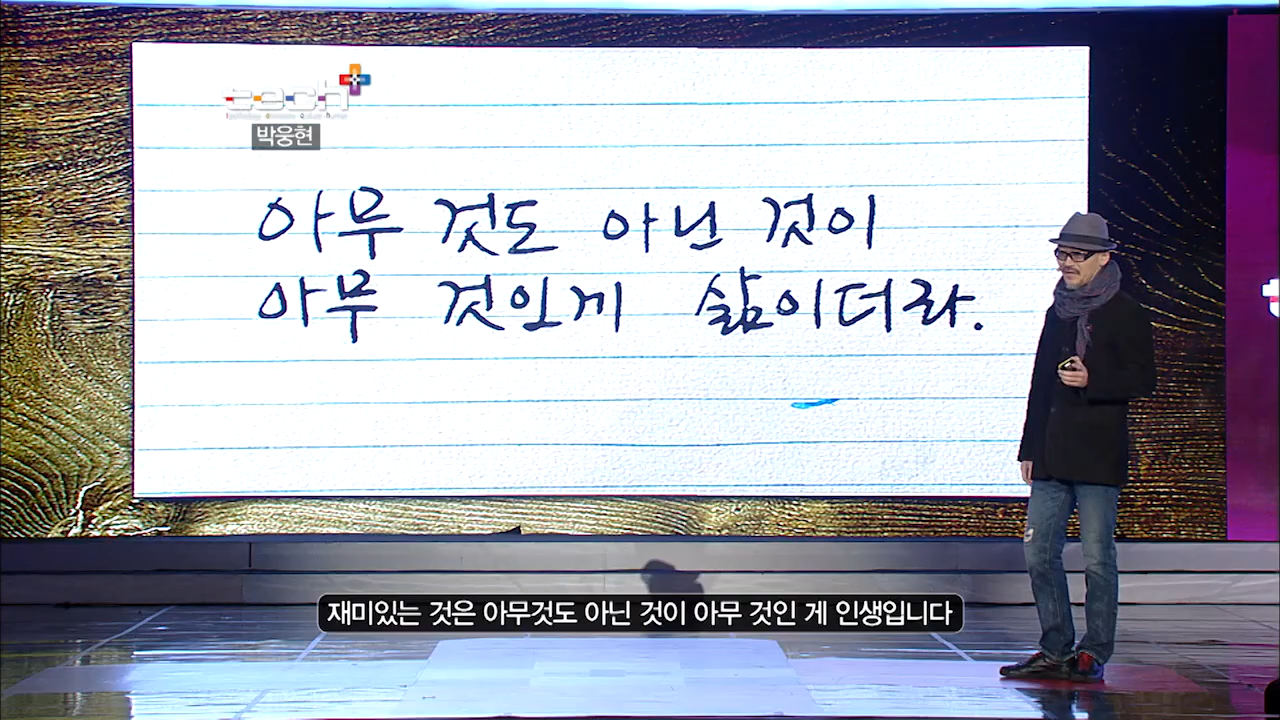 tech+
박웅현
아무 것도 아닌 것이
아무 것인게 삶이더라.
재미있는 것은 아무것도 아닌 것이 아무 것인 게 인생입니다